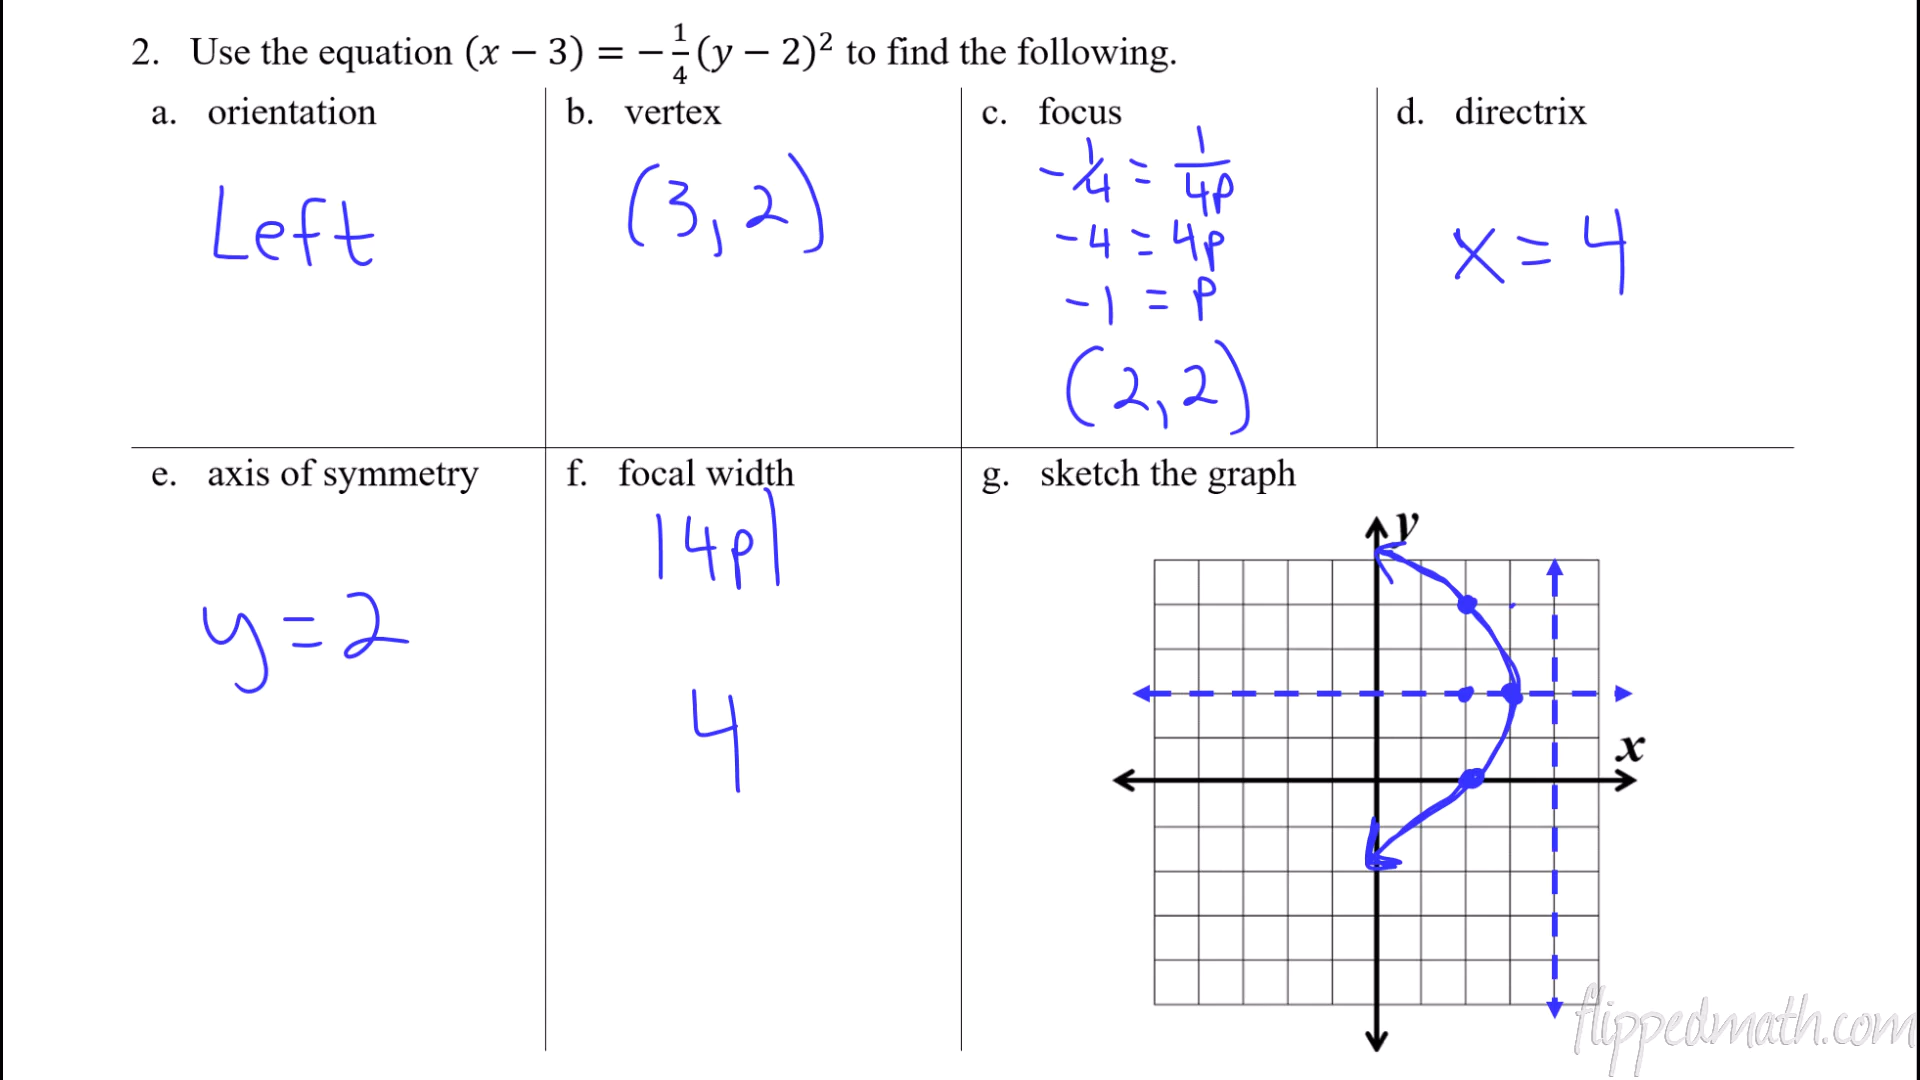 2. Use the equation (x − 3) = −1/4(y − 2)² to find the following.
a. orientation
Left
b. vertex
(3,2)
c. focus
-1/4 = 1/4p
-4 = 4p
-1 = p
(2,2)
d. directrix
x = 4
e. axis of symmetry
y = 2
f. focal width
|4p|
4
g. sketch the graph
y
x
flippedmath.com